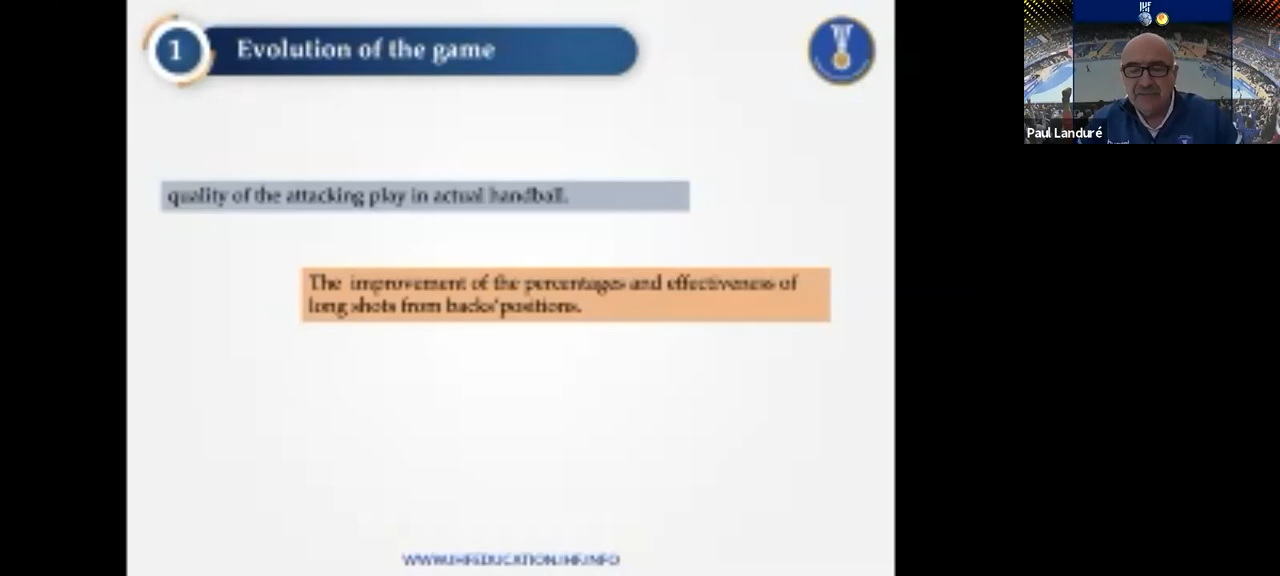 1
Evolution of the game
IHF
Paul Landuré
quality of the attacking play in actual handball.
The improvement of the percentages and effectiveness of
long shots from backs'positions.
WWW.IHFEDUCATION.IHF.INFO